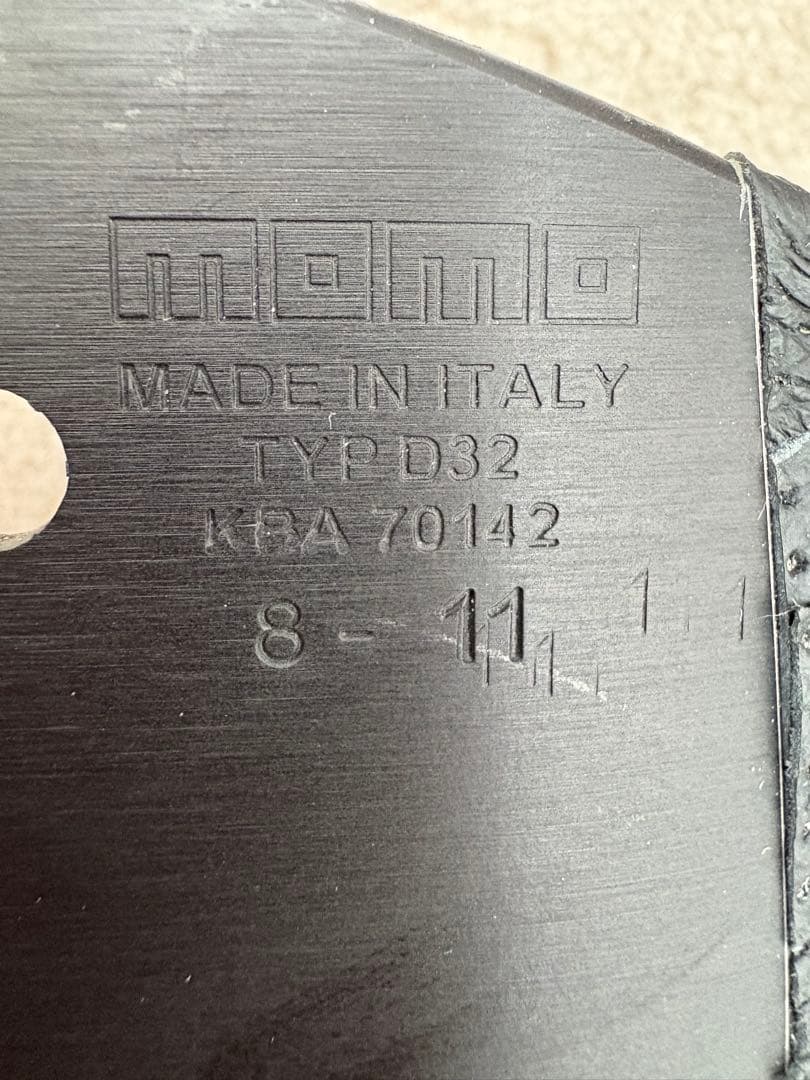 momo
MADE IN ITALY
TYP D32
KBA 70142
8 - 11